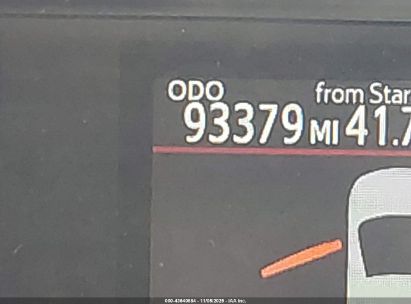 ODO from Star
93379 MI 41.7